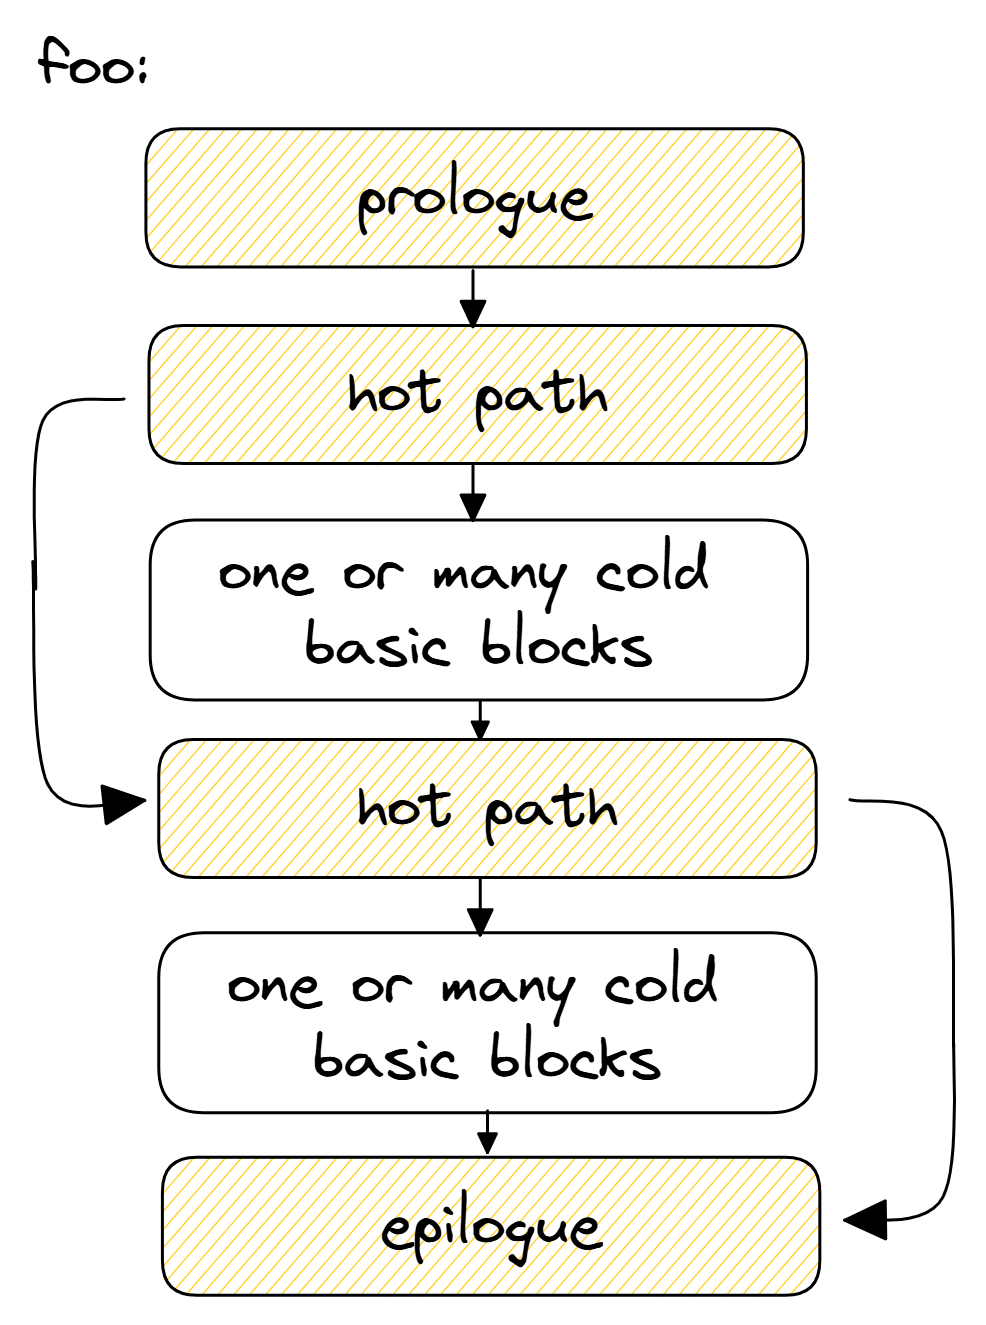 foo:
prologue
hot path
one or many cold
basic blocks
hot path
one or many cold
basic blocks
epilogue